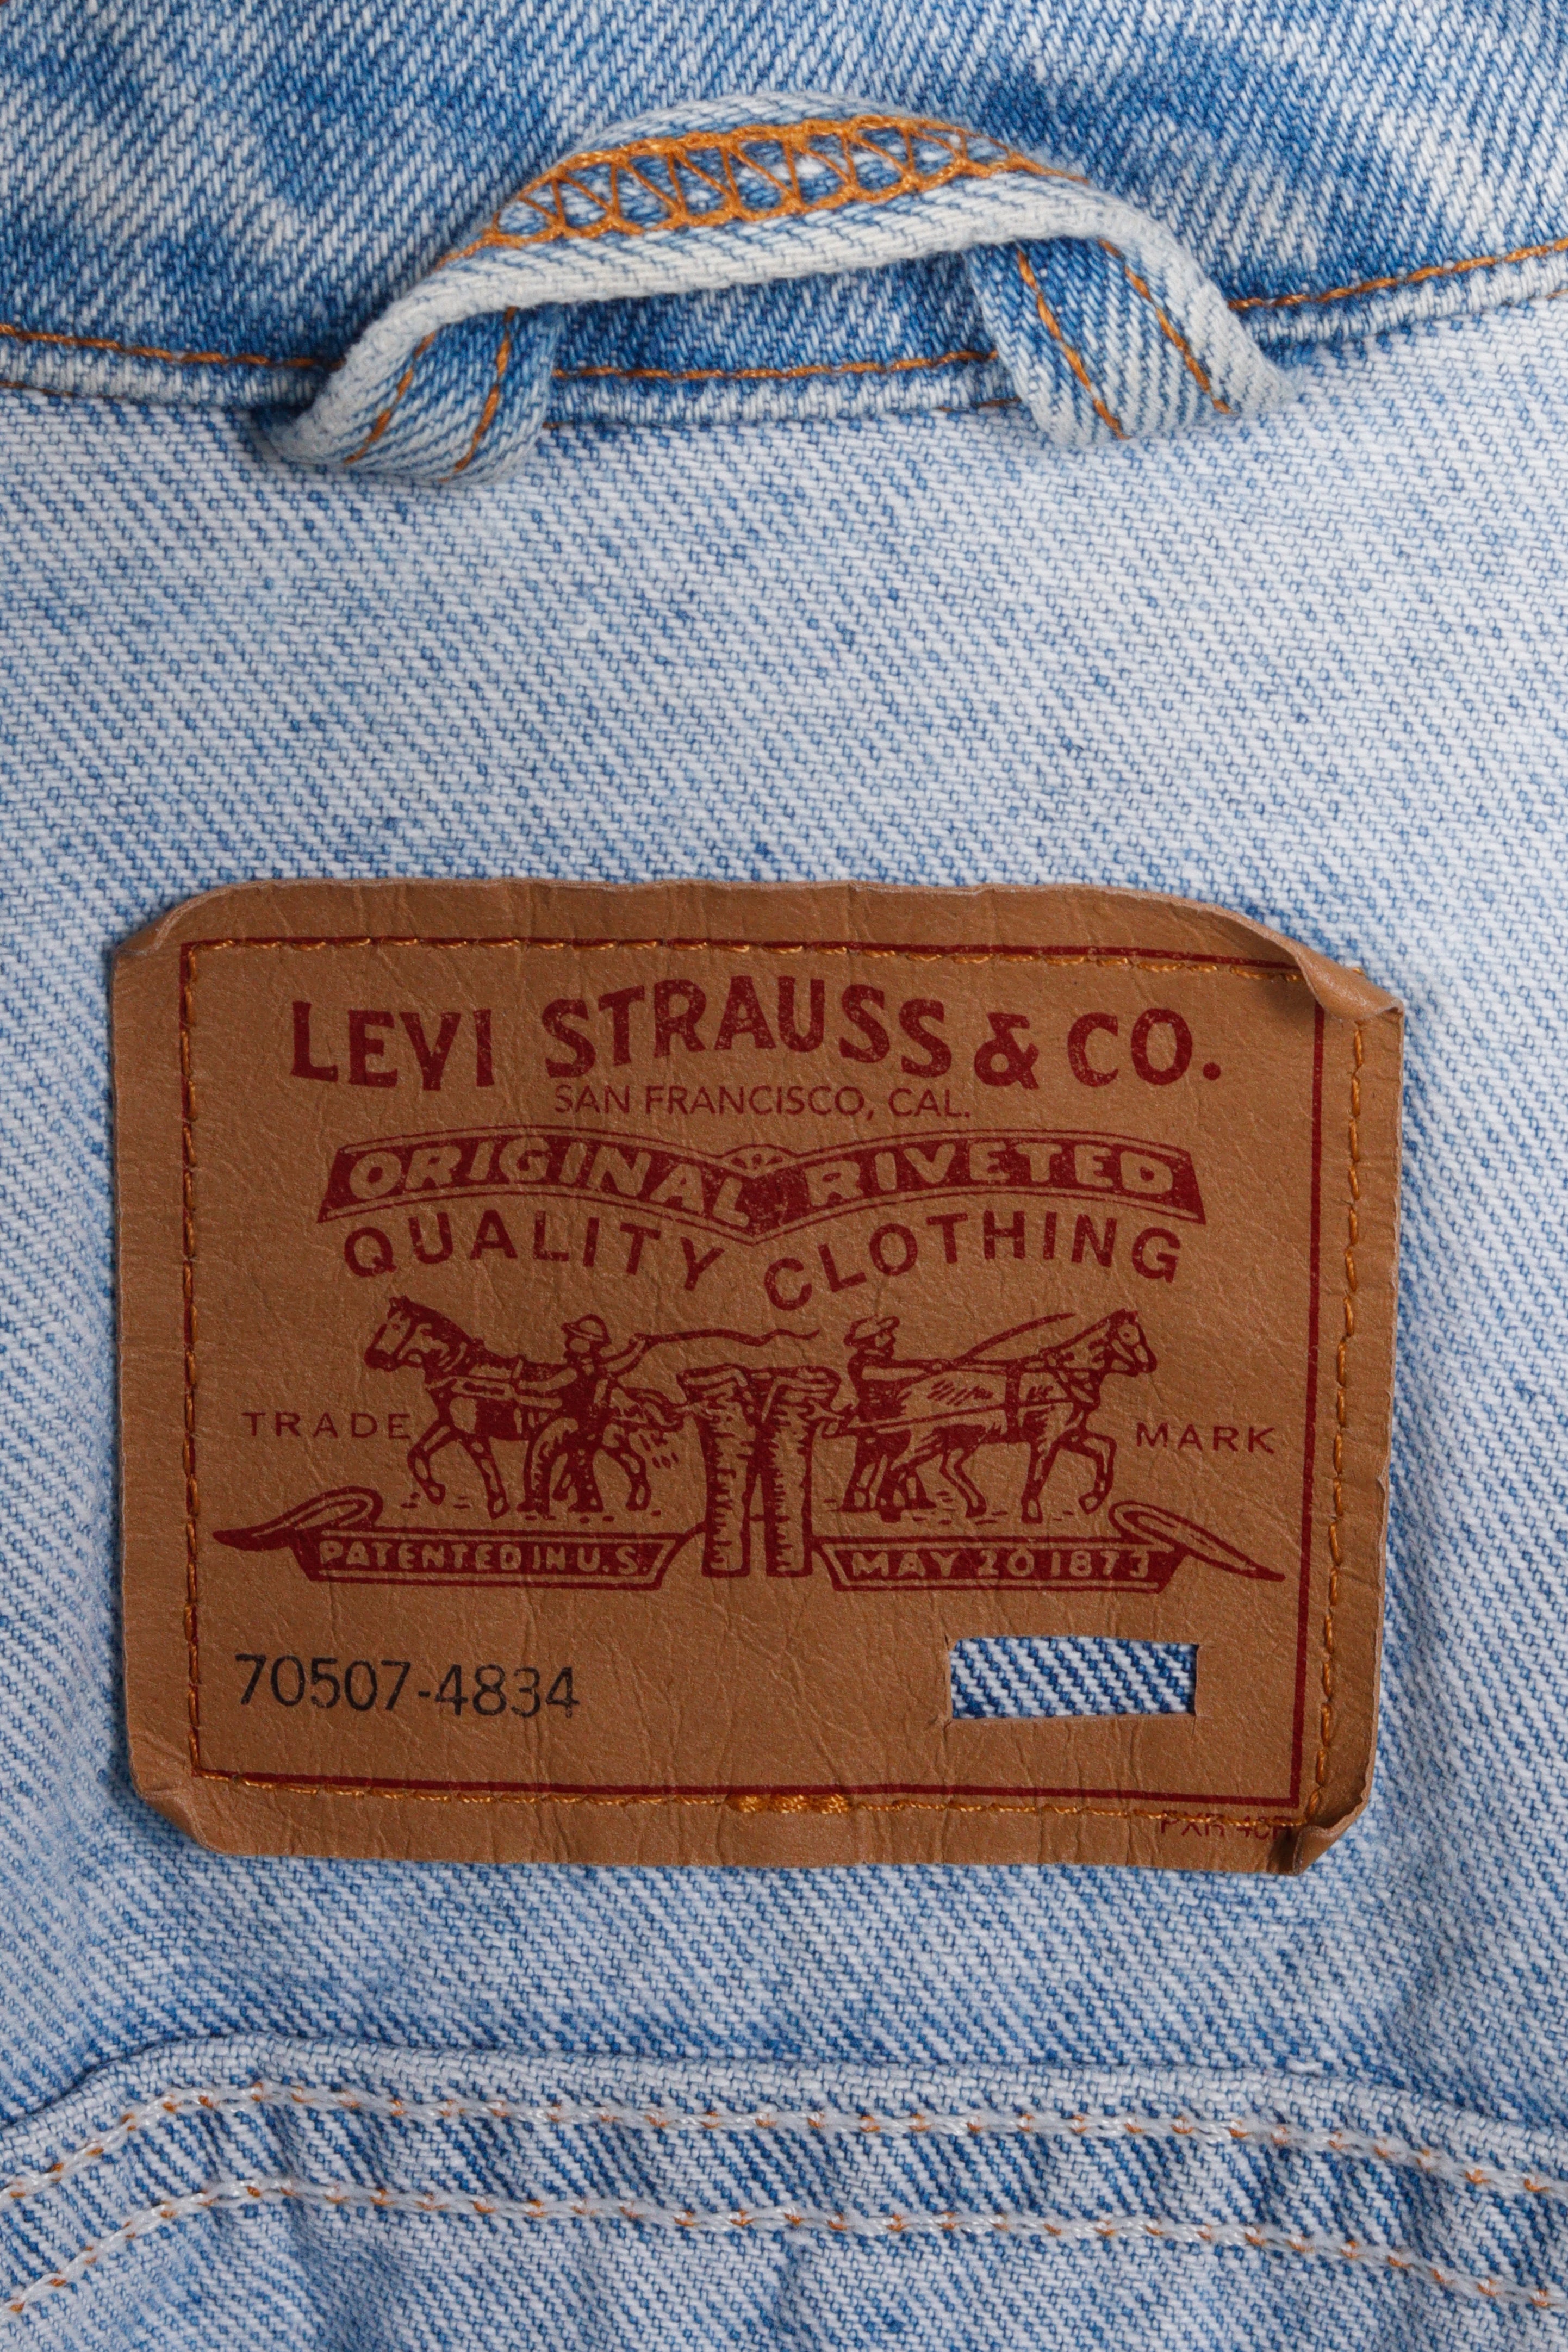 LEVI STRAUSS & CO.
SAN FRANCISCO, CAL.
ORIGINAL RIVETED
QUALITY CLOTHING
TRADE MARK
PATENTED IN U.S. MAY 20 1873
70507-4834